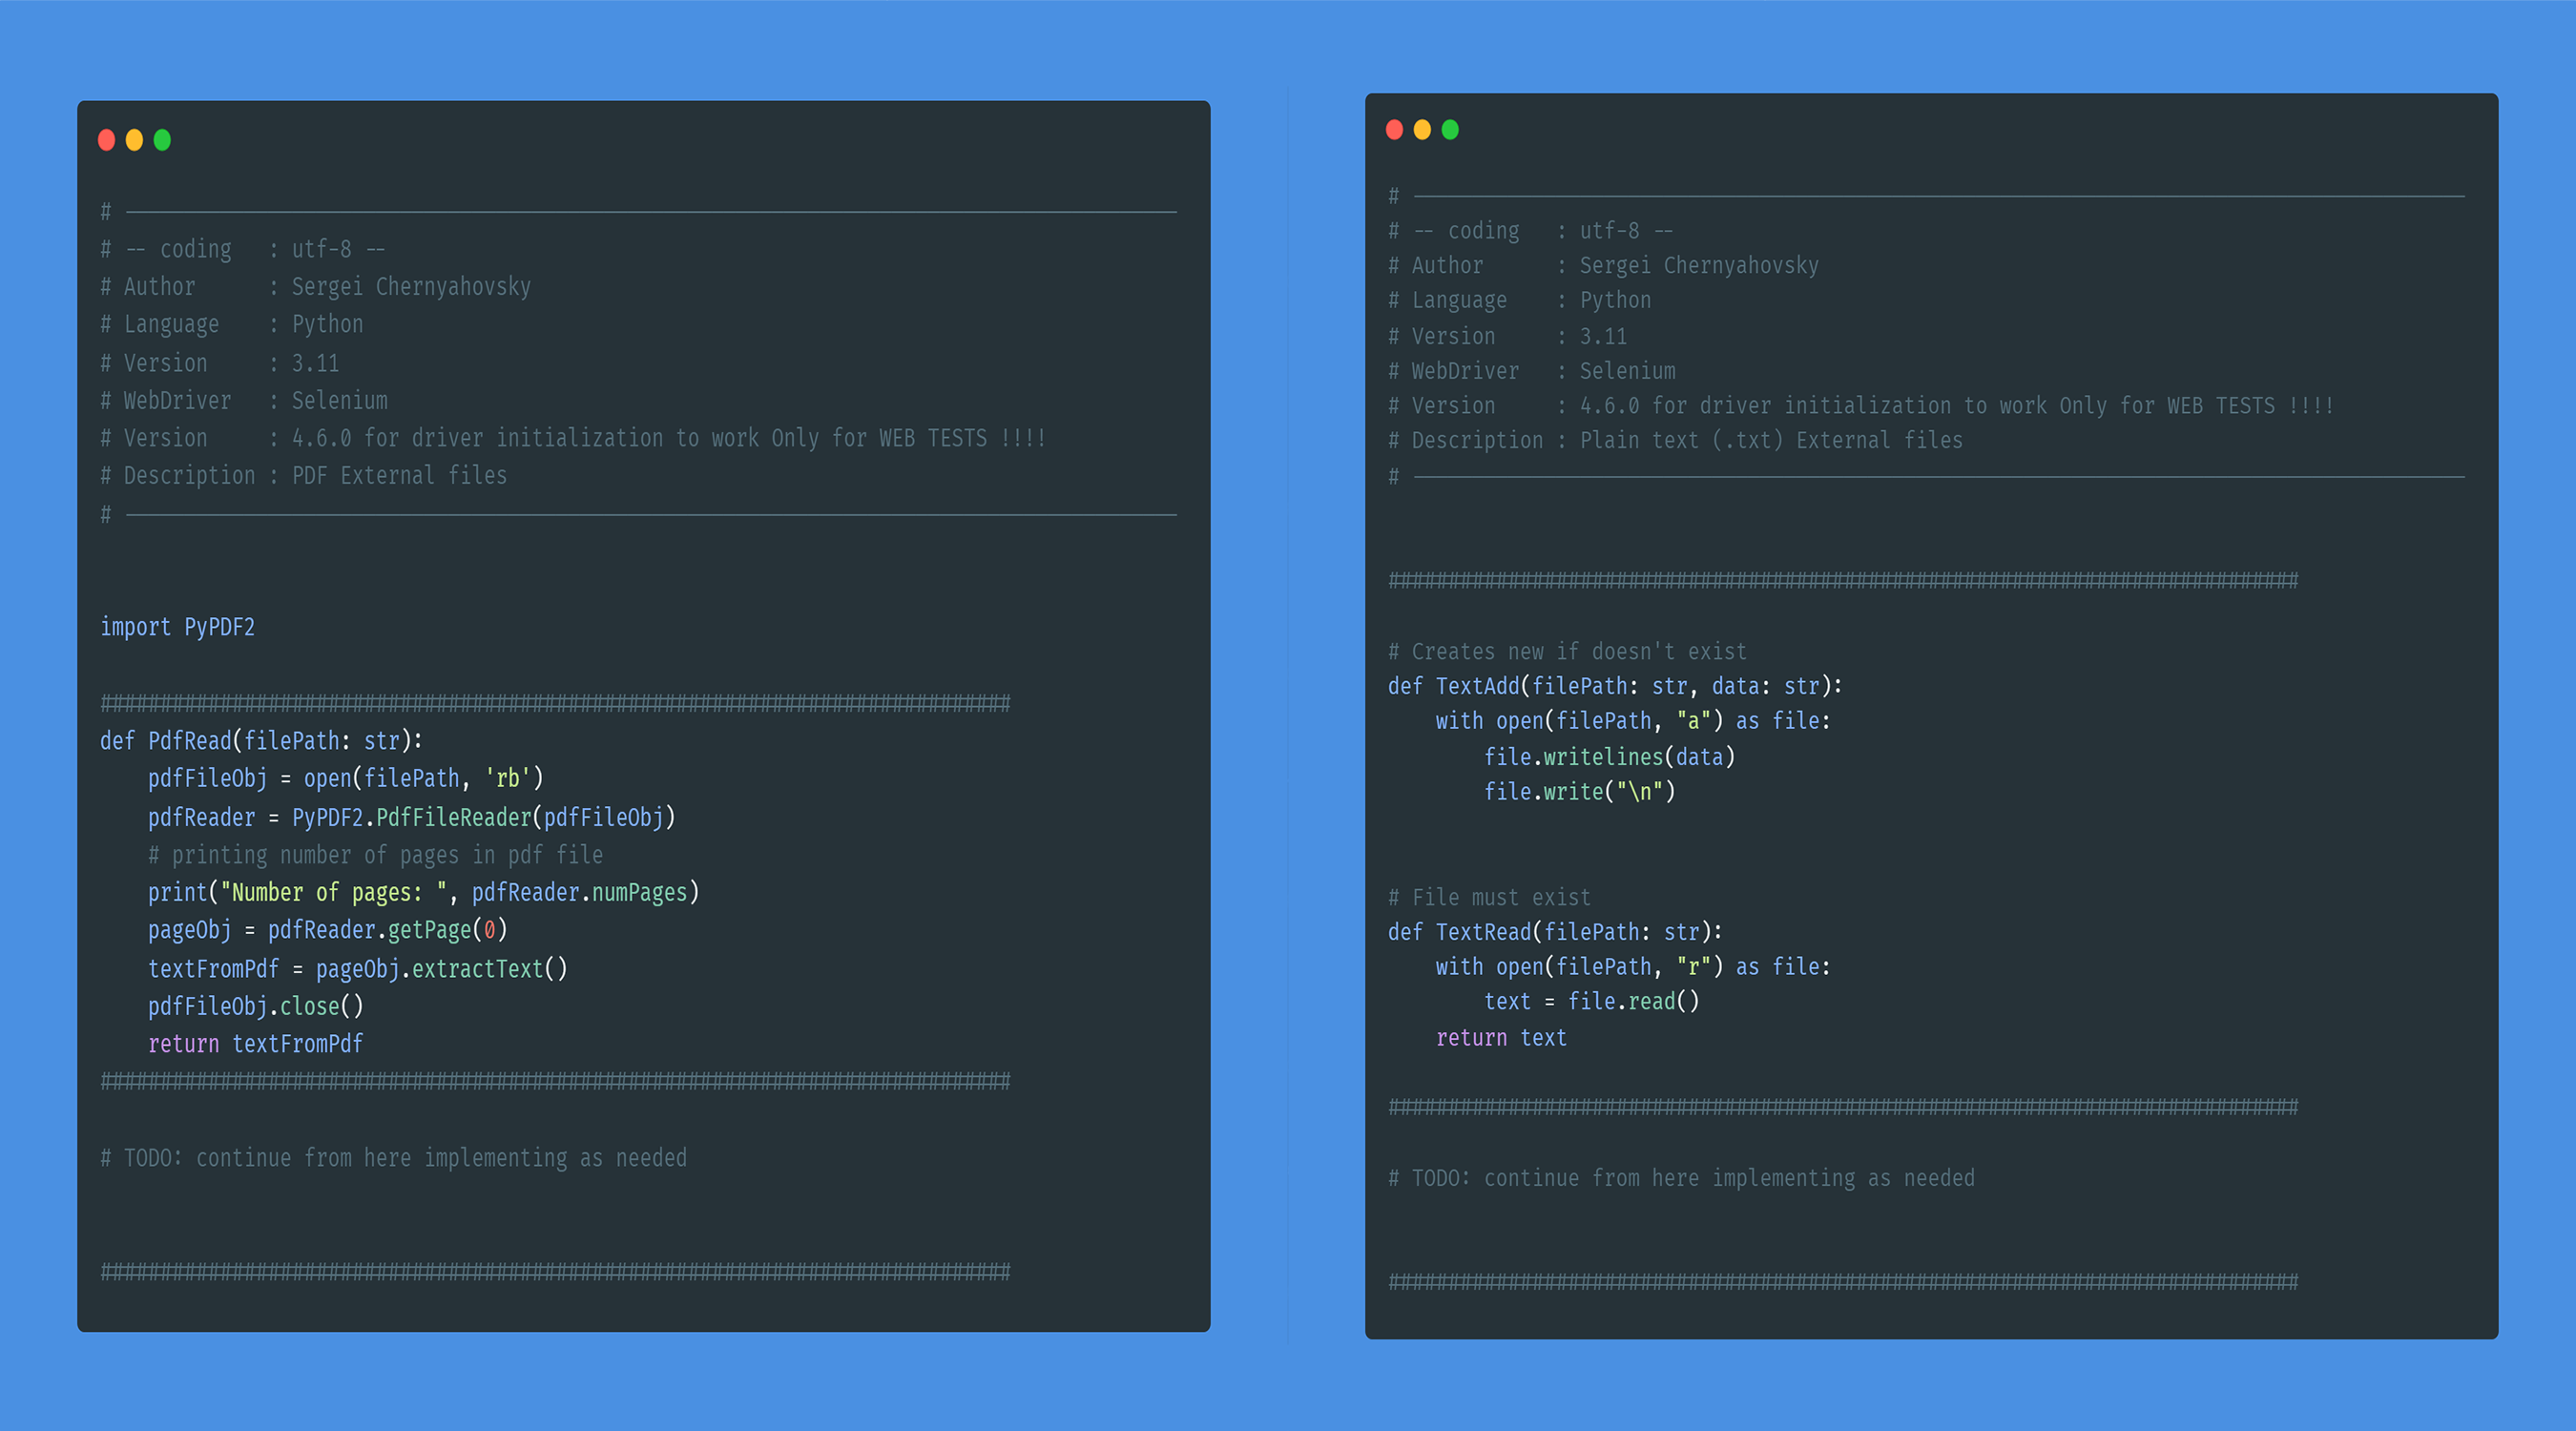 # ──────────────────────────────────────────
# -- coding   : utf-8 --
# Author      : Sergei Chernyahovsky
# Language    : Python
# Version     : 3.11
# WebDriver   : Selenium
# Version     : 4.6.0 for driver initialization to work Only for WEB TESTS !!!!
# Description : PDF External files
# ──────────────────────────────────────────
import PyPDF2
############################################################################
def PdfRead(filePath: str):
    pdfFileObj = open(filePath, 'rb')
    pdfReader = PyPDF2.PdfFileReader(pdfFileObj)
    # printing number of pages in pdf file
    print("Number of pages: ", pdfReader.numPages)
    pageObj = pdfReader.getPage(0)
    textFromPdf = pageObj.extractText()
    pdfFileObj.close()
    return textFromPdf
############################################################################
# TODO: continue from here implementing as needed
############################################################################
# ──────────────────────────────────────────
# -- coding   : utf-8 --
# Author      : Sergei Chernyahovsky
# Language    : Python
# Version     : 3.11
# WebDriver   : Selenium
# Version     : 4.6.0 for driver initialization to work Only for WEB TESTS !!!!
# Description : Plain text (.txt) External files
# ──────────────────────────────────────────
############################################################################
# Creates new if doesn't exist
def TextAdd(filePath: str, data: str):
    with open(filePath, "a") as file:
        file.writelines(data)
        file.write("\n")
# File must exist
def TextRead(filePath: str):
    with open(filePath, "r") as file:
        text = file.read()
    return text
############################################################################
# TODO: continue from here implementing as needed
############################################################################